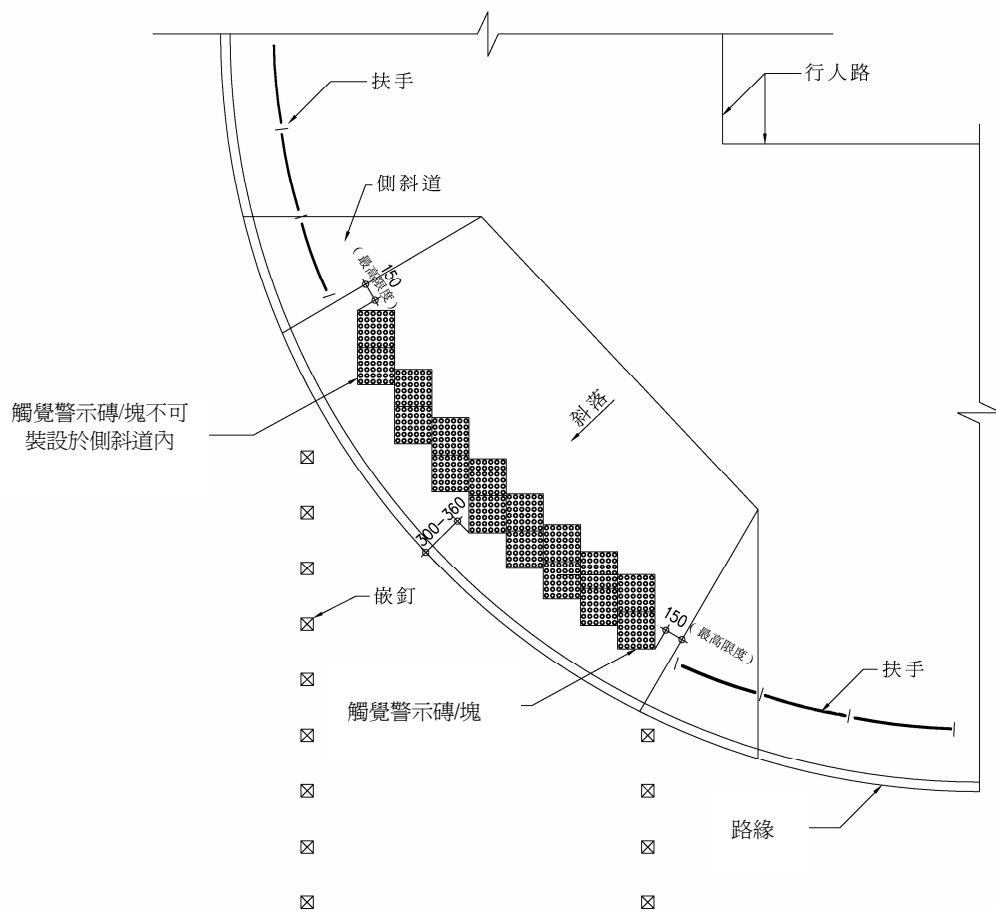 扶手
行人路
側斜道
150
(最高限度)
斜落
觸覺警示磚/塊不可
裝設於側斜道內
300-360
嵌釘
150(最高限度)
扶手
觸覺警示磚/塊
路緣